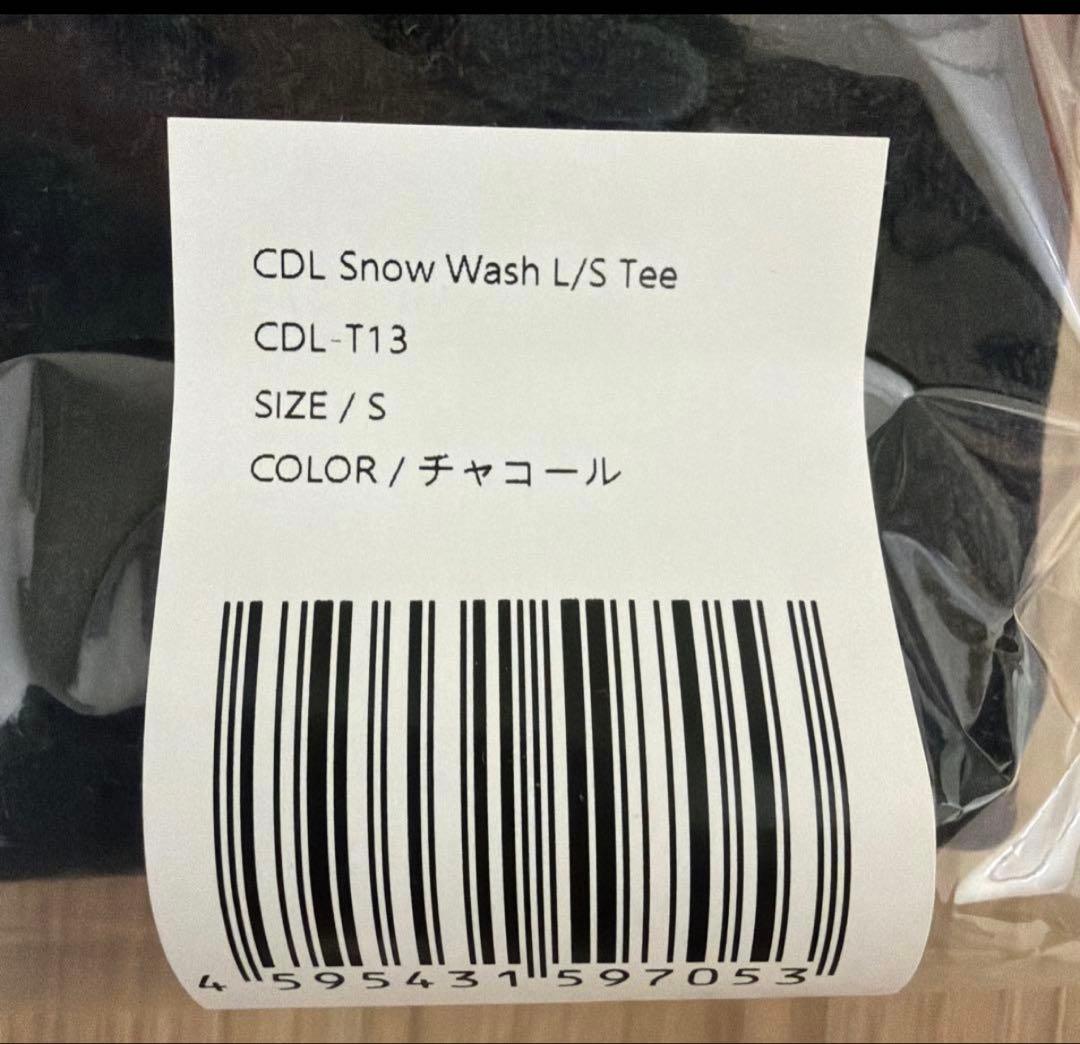 CDL Snow Wash L/S Tee
CDL-T13
SIZE / S
COLOR / チャコール
4 595431 597053